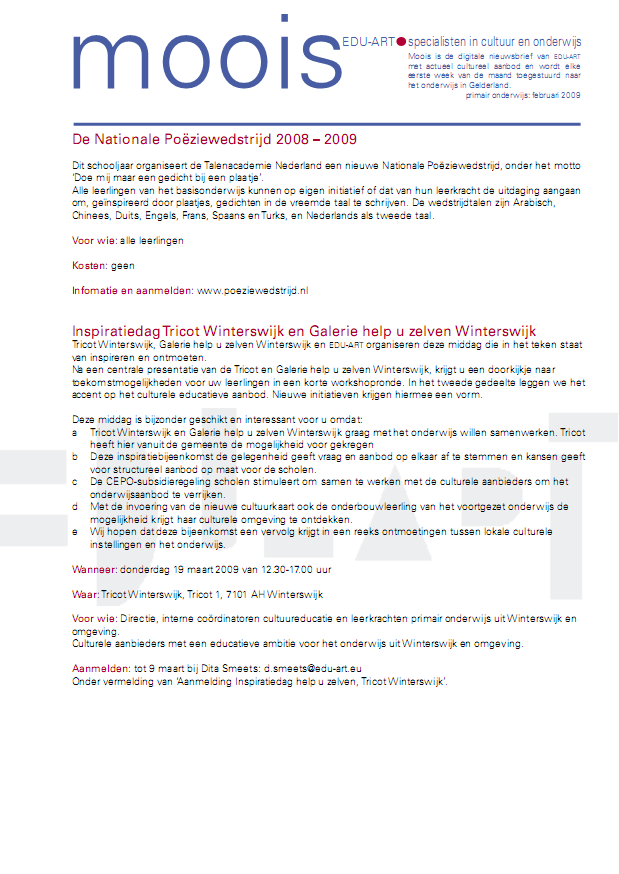 moois
EDU-ART●specialisten in cultuur en onderwijs
Moois is de digitale nieuwsbrief van EDU-ART
met actueel cultureel aanbod en wordt elke
eerste week van de maand toegestuurd naar
het onderwijs in Gelderland.
primair onderwijs: februari 2009
De Nationale Poëziewedstrijd 2008 – 2009
Dit schooljaar organiseert de Talenacademie Nederland een nieuwe Nationale Poëziewedstrijd, onder het motto
'Doe mij maar een gedicht bij een plaatje'.
Alle leerlingen van het basisonderwijs kunnen op eigen initiatief of dat van hun leerkracht de uitdaging aangaan
om, geïnspireerd door plaatjes, gedichten in de vreemde taal te schrijven. De wedstrijdtalen zijn Arabisch,
Chinees, Duits, Engels, Frans, Spaans en Turks, en Nederlands als tweede taal.
Voor wie: alle leerlingen
Kosten: geen
Infomatie en aanmelden: www.poeziewedstrijd.nl
Inspiratiedag Tricot Winterswijk en Galerie help u zelven Winterswijk
Tricot Winterswijk, Galerie help u zelven Winterswijk en EDU-ART organiseren deze middag die in het teken staat
van inspireren en ontmoeten.
Na een centrale presentatie van de Tricot en Galerie help u zelven Winterswijk, krijgt u een doorkijkje naar
toekomstmogelijkheden voor uw leerlingen in een korte workshopronde. In het tweede gedeelte leggen we het
accent op het culturele educatieve aanbod. Nieuwe initiatieven krijgen hiermee een vorm.
Deze middag is bijzonder geschikt en interessant voor u omdat:
a Tricot Winterswijk en Galerie help u zelven Winterswijk graag met het onderwijs willen samenwerken. Tricot
heeft hier vanuit de gemeente de mogelijkheid voor gekregen
b Deze inspiratiebijeenkomst de gelegenheid geeft vraag en aanbod op elkaar af te stemmen en kansen geeft
voor structureel aanbod op maat voor de scholen.
c De CEPO-subsidieregeling scholen stimuleert om samen te werken met de culturele aanbieders om het
onderwijsaanbod te verrijken.
d Met de invoering van de nieuwe cultuurkaart ook de onderbouwleerling van het voortgezet onderwijs de
mogelijkheid krijgt haar culturele omgeving te ontdekken.
e Wij hopen dat deze bijeenkomst een vervolg krijgt in een reeks ontmoetingen tussen lokale culturele
instellingen en het onderwijs.
Wanneer: donderdag 19 maart 2009 van 12.30-17.00 uur
Waar: Tricot Winterswijk, Tricot 1, 7101 AH Winterswijk
Voor wie: Directie, interne coördinatoren cultuureducatie en leerkrachten primair onderwijs uit Winterswijk en
omgeving.
Culturele aanbieders met een educatieve ambitie voor het onderwijs uit Winterswijk en omgeving.
Aanmelden: tot 9 maart bij Dita Smeets: d.smeets@edu-art.eu
Onder vermelding van 'Aanmelding Inspiratiedag help u zelven, Tricot Winterswijk'.